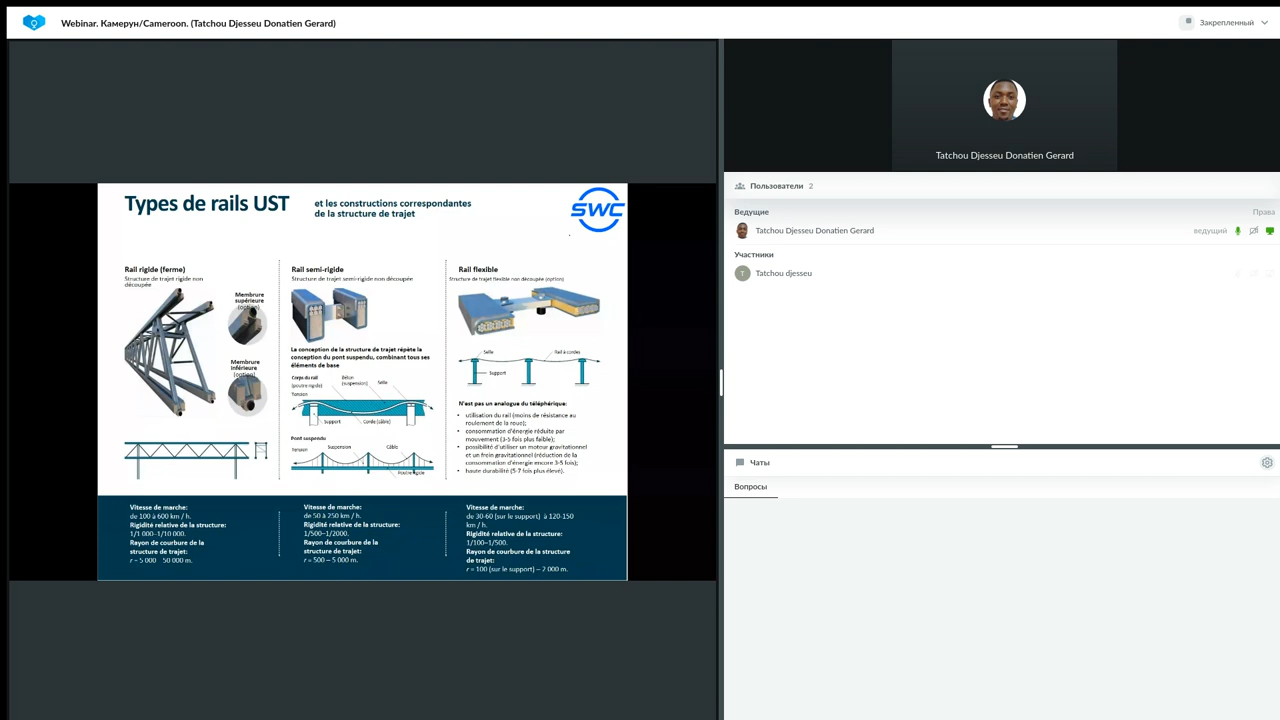 Webinar. Камерун/Cameroon. (Tatchou Djesseu Donatien Gerard)
Закрепленный
Types de rails UST
et les constructions correspondantes
de la structure de trajet
SWC
Rail rigide (ferme)
Structure de trajet rigide non
découpée
Membrure
supérieure
(option)
Membrure
inférieure
(option)
Rail semi-rigide
Structure de trajet semi-rigide non découpée
La conception de la structure de trajet répète la
conception du pont suspendu, combinant tous ses
éléments de base
Corps du rail
(poutre rigide)
Béton
(suspension)
Selle
Tension
Support
Corde (câble)
Pont suspendu
Tension
Suspension
Câble
Poutre rigide
Rail flexible
Structure de trajet flexible non découpée (option)
Selle
Rail à cordes
Support
N'est pas un analogue du téléphérique:
• utilisation du rail (moins de résistance au
roulement de la roue);
• consommation d'énergie réduite par
mouvement (3-5 fois plus faible);
• possibilité d'utiliser un moteur gravitationnel
et un frein gravitationnel (réduction de la
consommation d'énergie encore 3-5 fois);
• haute durabilité (5-7 fois plus élevé).
Vitesse de marche:
de 100 à 600 km / h.
Rigidité relative de la structure:
1/1 000–1/10 000.
Rayon de courbure de la
structure de trajet:
r = 5 000 50 000 m.
Vitesse de marche:
de 50 à 250 km / h.
Rigidité relative de la structure:
1/500–1/2000.
Rayon de courbure de la
structure de trajet:
r = 500 – 5 000 m.
Vitesse de marche:
de 30-60 (sur le support) à 120-150
km / h.
Rigidité relative de la structure:
1/100–1/500.
Rayon de courbure de la structure
de trajet:
r = 100 (sur le support) – 2 000 m.
Tatchou Djesseu Donatien Gerard
Пользователи 2
Ведущие
Права
Tatchou Djesseu Donatien Gerard
ведущий
Участники
T
Tatchou djesseu
Чаты
Вопросы